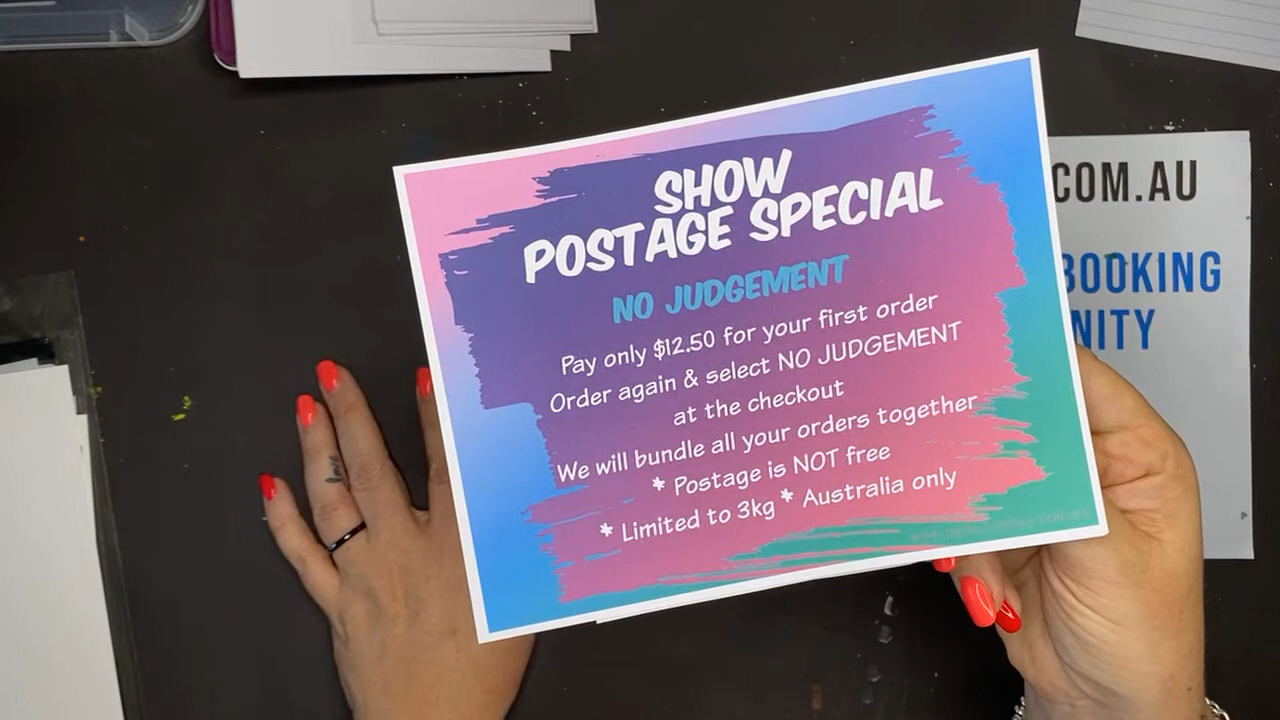 SHOW
POSTAGE SPECIAL
NO JUDGEMENT
Pay only $12.50 for your first order
Order again & select NO JUDGEMENT
at the checkout
We will bundle all your orders together
* Postage is NOT free
* Limited to 3kg * Australia only
COM.AU
BOOKING
NITY
love